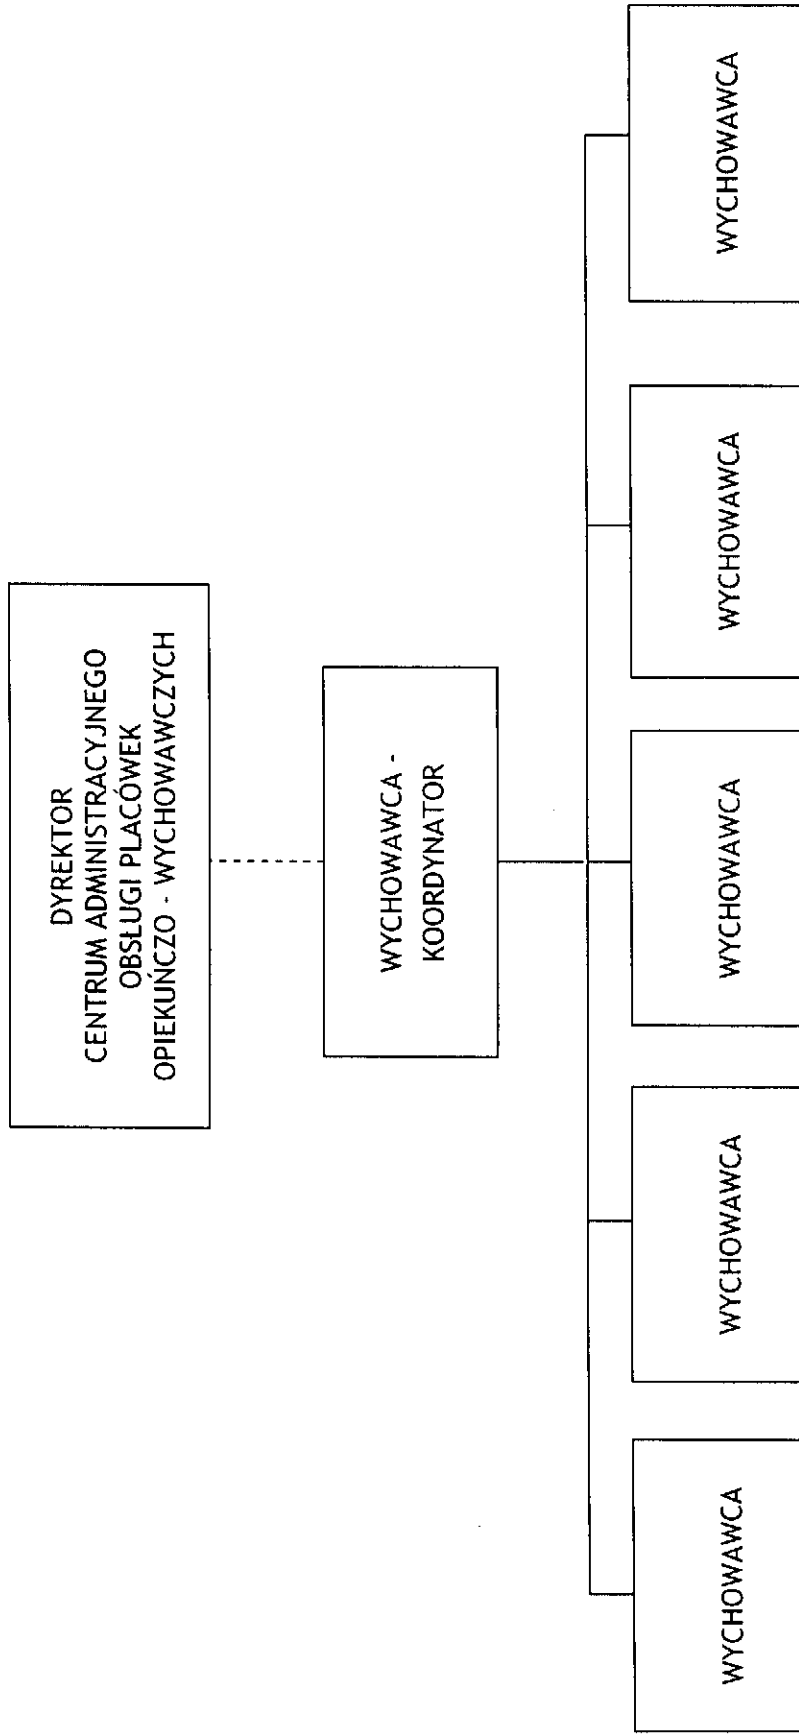 DYREKTOR
CENTRUM ADMINISTRACYJNEGO
OBSŁUGI PLACÓWEK
OPIEKUŃCZO - WYCHOWAWCZYCH
WYCHOWAWCA -
KOORDYNATOR
WYCHOWAWCA
WYCHOWAWCA
WYCHOWAWCA
WYCHOWAWCA
WYCHOWAWCA